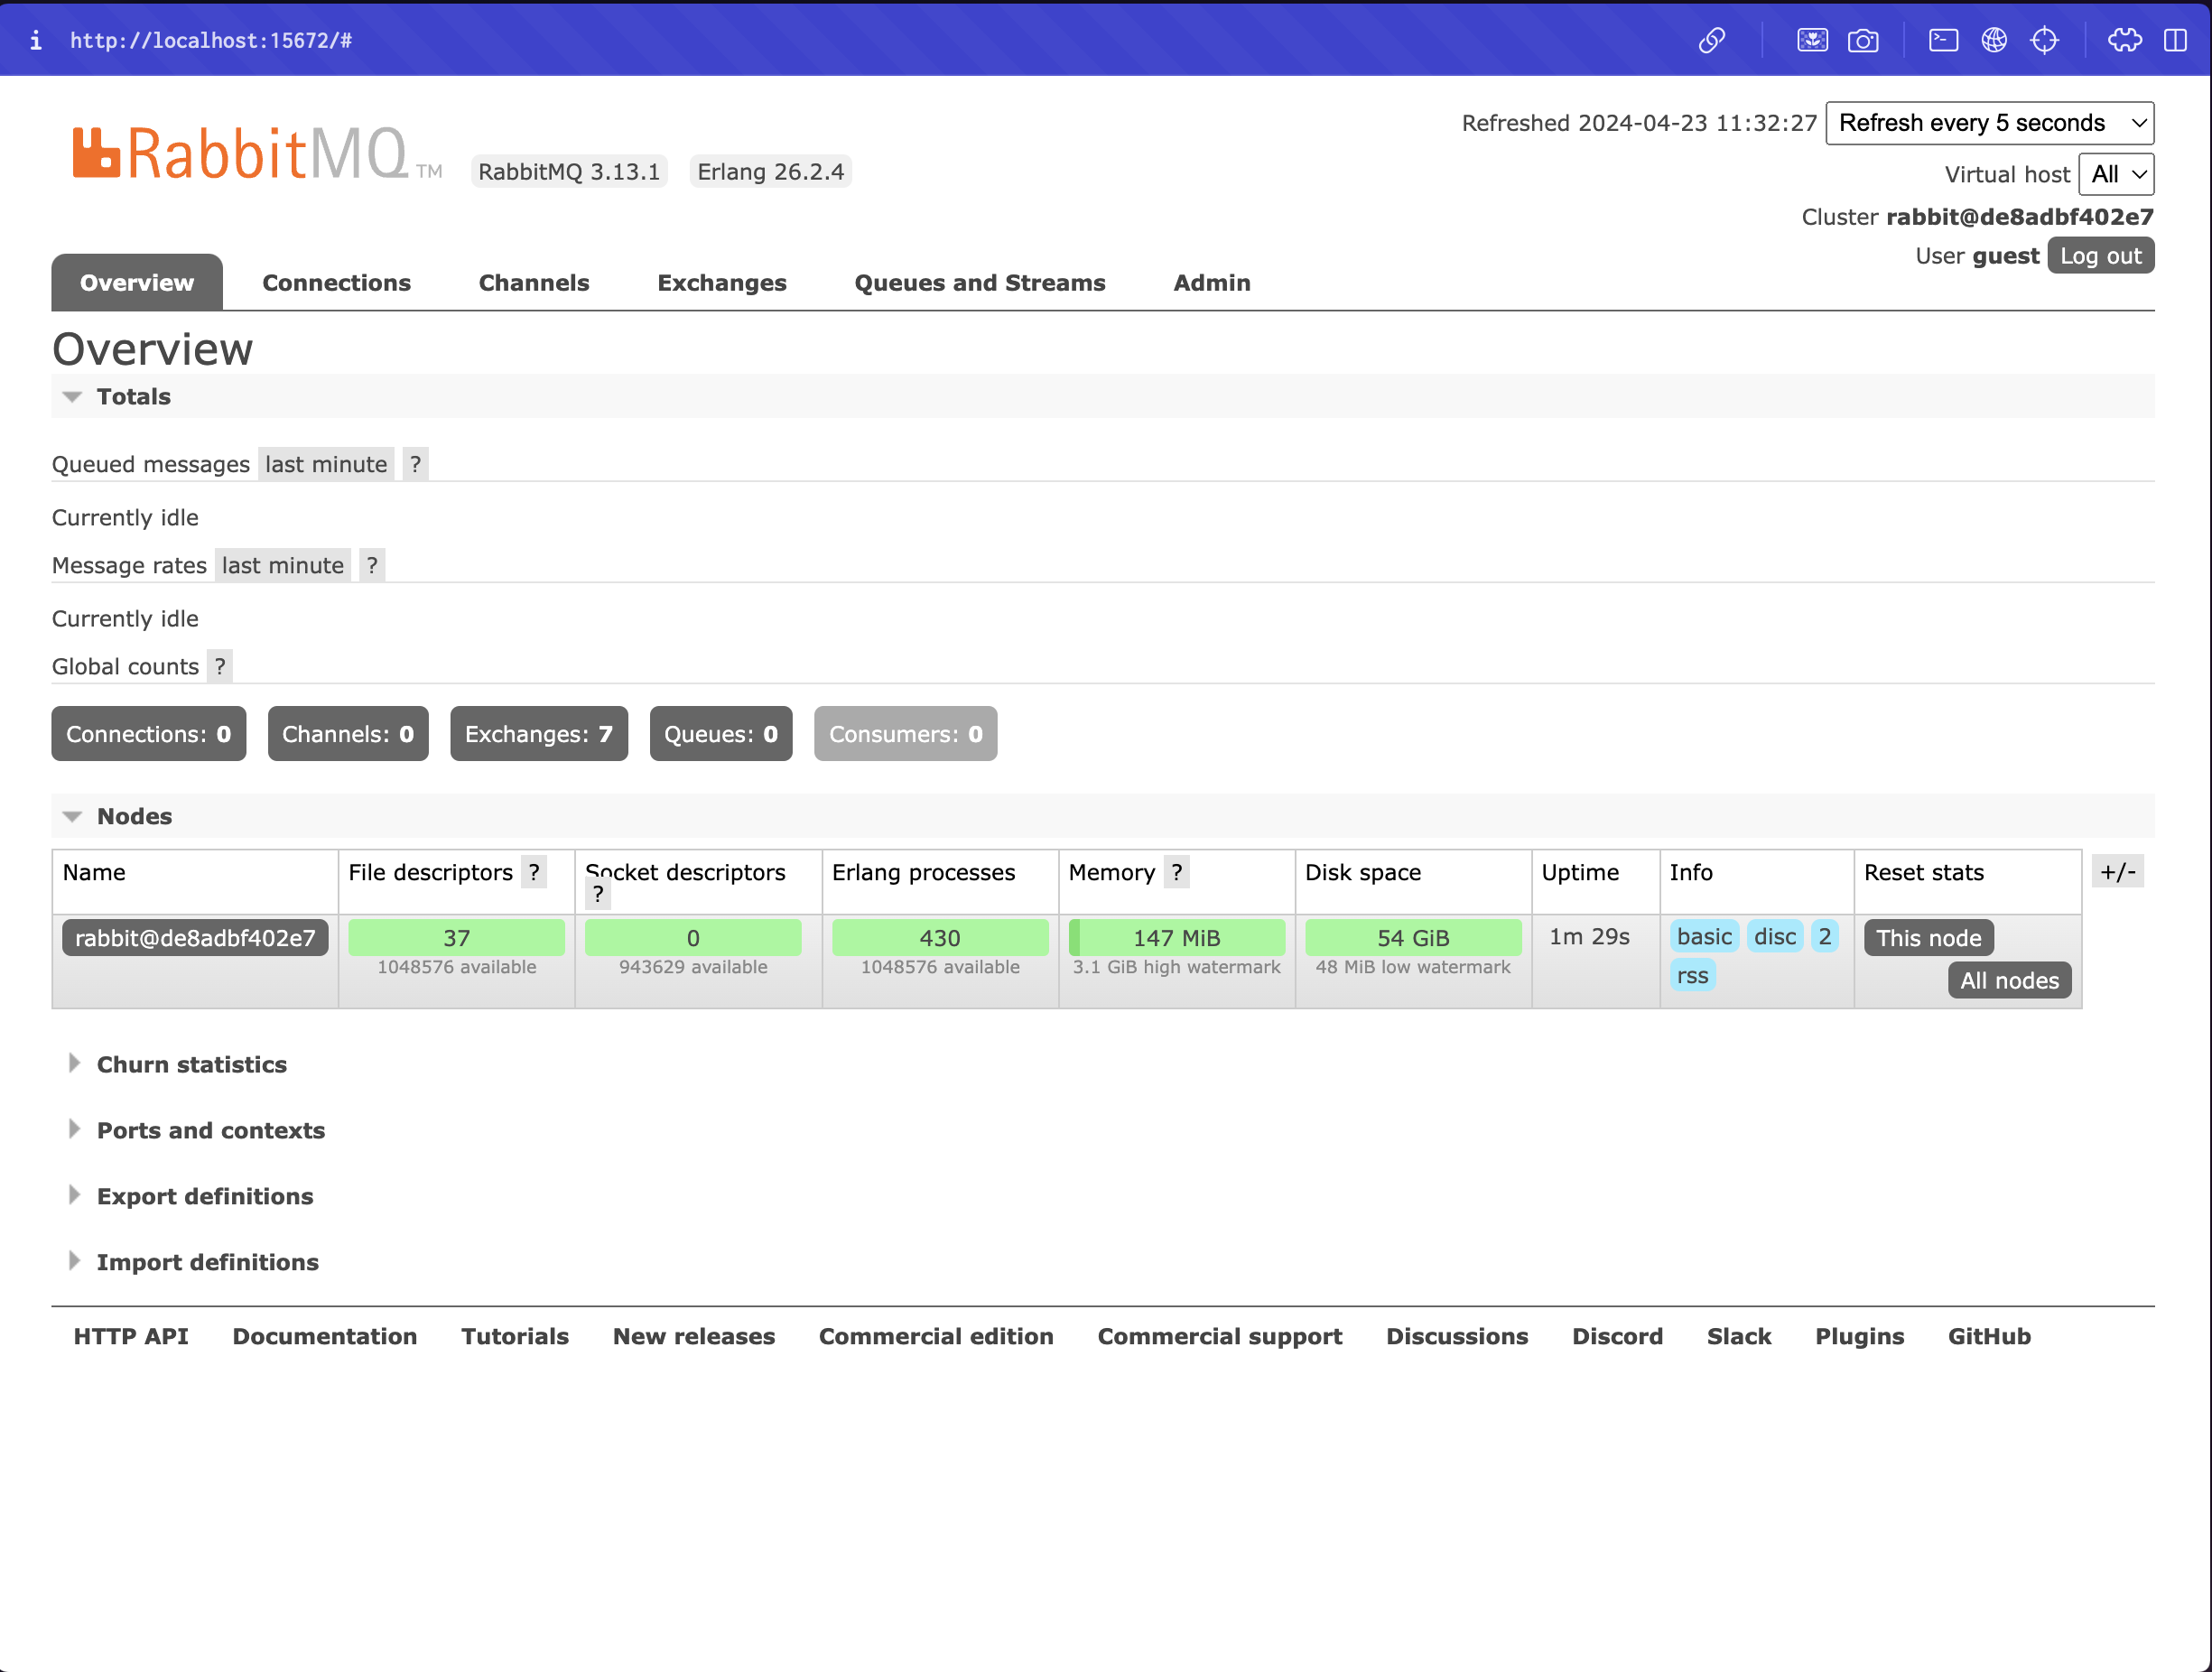 http://localhost:15672/#
Refreshed 2024-04-23 11:32:27 Refresh every 5 seconds
RabbitMQ TM RabbitMQ 3.13.1 Erlang 26.2.4
Virtual host All
Cluster rabbit@de8adbf402e7
User guest Log out
Overview Connections Channels Exchanges Queues and Streams Admin
Overview
Totals
Queued messages last minute ?
Currently idle
Message rates last minute ?
Currently idle
Global counts ?
Connections: 0 Channels: 0 Exchanges: 7 Queues: 0 Consumers: 0
Nodes
Name File descriptors ? Socket descriptors ? Erlang processes Memory ? Disk space Uptime Info Reset stats +/-
rabbit@de8adbf402e7 37 0 430 147 MiB 54 GiB 1m 29s basic disc 2 This node
1048576 available 943629 available 1048576 available 3.1 GiB high watermark 48 MiB low watermark rss All nodes
Churn statistics
Ports and contexts
Export definitions
Import definitions
HTTP API Documentation Tutorials New releases Commercial edition Commercial support Discussions Discord Slack Plugins GitHub